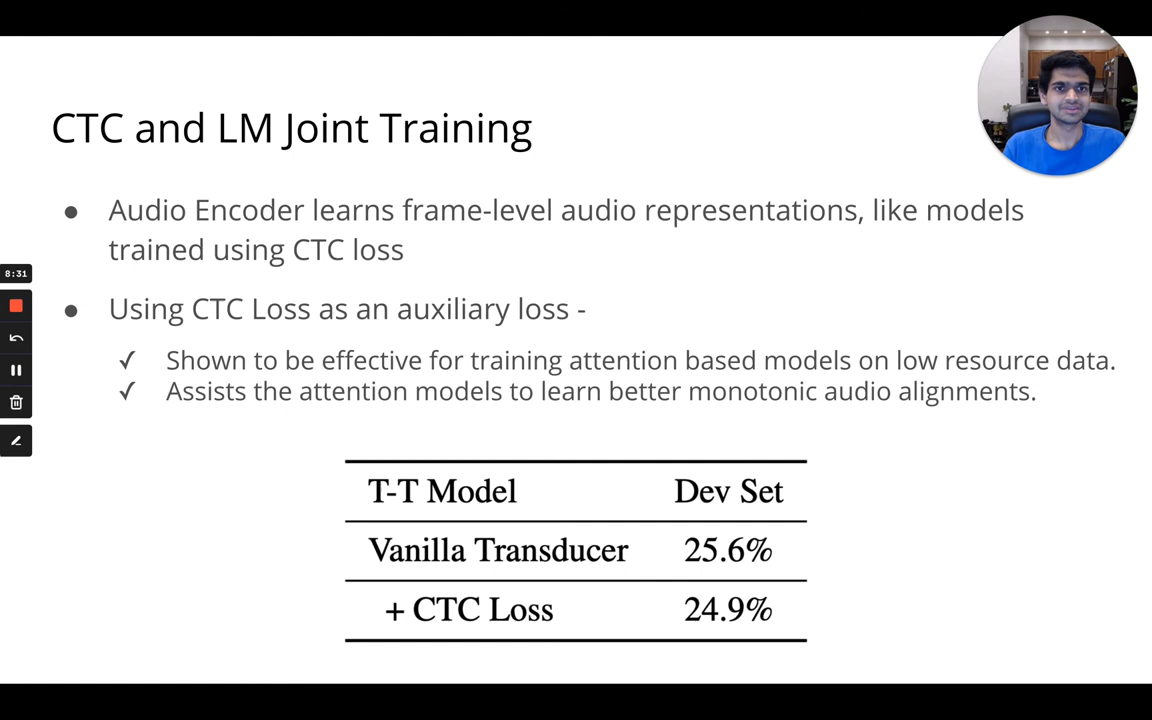 CTC and LM Joint Training
● Audio Encoder learns frame-level audio representations, like models
trained using CTC loss
● Using CTC Loss as an auxiliary loss -
✓ Shown to be effective for training attention based models on low resource data.
✓ Assists the attention models to learn better monotonic audio alignments.
8:31
T-T Model Dev Set
Vanilla Transducer 25.6%
+ CTC Loss 24.9%